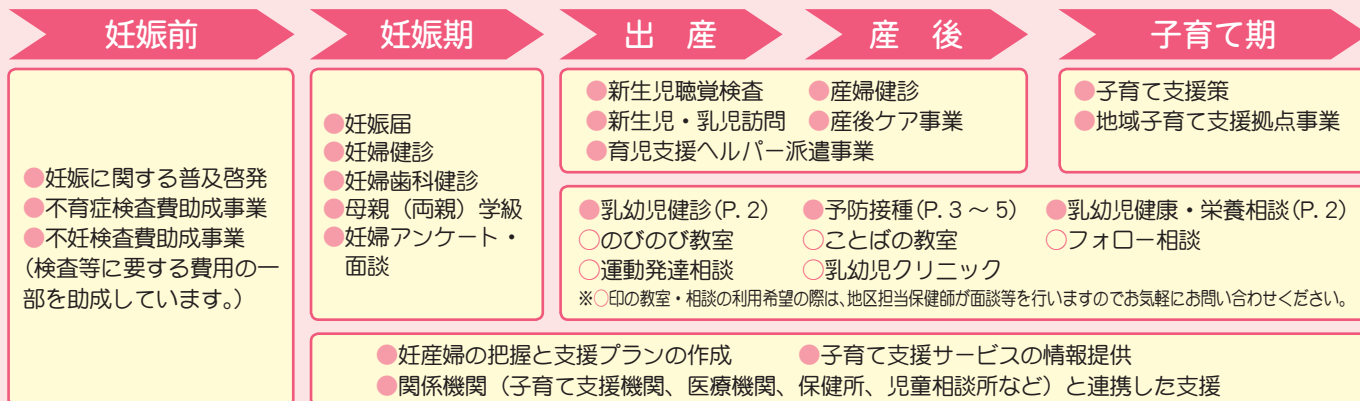 妊娠前
妊娠期
出 産
産 後
子育て期
●妊娠に関する普及啓発
●不育症検査費助成事業
●不妊検査費助成事業
(検査等に要する費用の一
部を助成しています。)
●妊娠届
●妊婦健診
●妊婦歯科健診
●母親（両親）学級
●妊婦アンケート・
面談
●新生児聴覚検査 ●産婦健診
●新生児・乳児訪問 ●産後ケア事業
●育児支援ヘルパー派遣事業
●子育て支援策
●地域子育て支援拠点事業
●乳幼児健診(P. 2) ●予防接種(P. 3～5) ●乳幼児健康・栄養相談(P. 2)
○のびのび教室 ○ことばの教室 ○フォロー相談
○運動発達相談 ○乳幼児クリニック
※○印の教室・相談の利用希望の際は、地区担当保健師が面談等を行いますのでお気軽にお問い合わせください。
●妊産婦の把握と支援プランの作成 ●子育て支援サービスの情報提供
●関係機関（子育て支援機関、医療機関、保健所、児童相談所など）と連携した支援